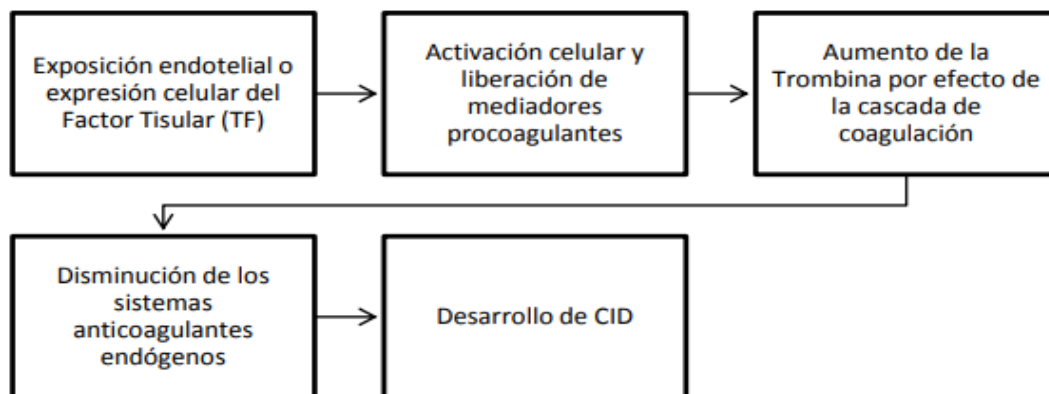 Exposición endotelial o
expresión celular del
Factor Tisular (TF)
Activación celular y
liberación de
mediadores
procoagulantes
Aumento de la
Trombina por efecto de
la cascada de
coagulación
Disminución de los
sistemas
anticoagulantes
endógenos
Desarrollo de CID